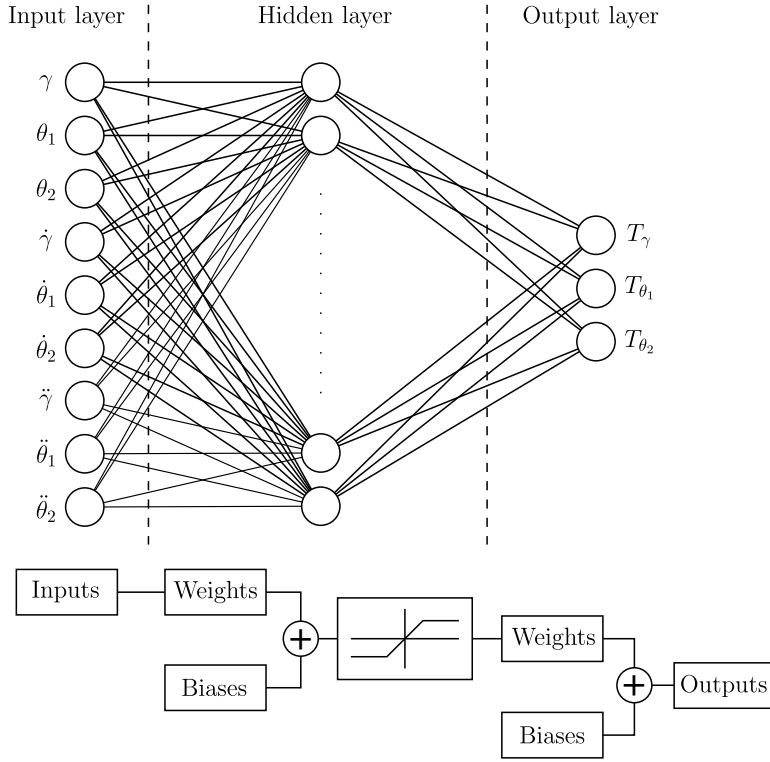 Input layer Hidden layer Output layer
γ
θ₁
θ₂
γ̇
θ̇₁
θ̇₂
γ̈
θ̈₁
θ̈₂
T_γ
T_θ₁
T_θ₂
Inputs
Weights
Biases
+
Weights
Biases
+
Outputs